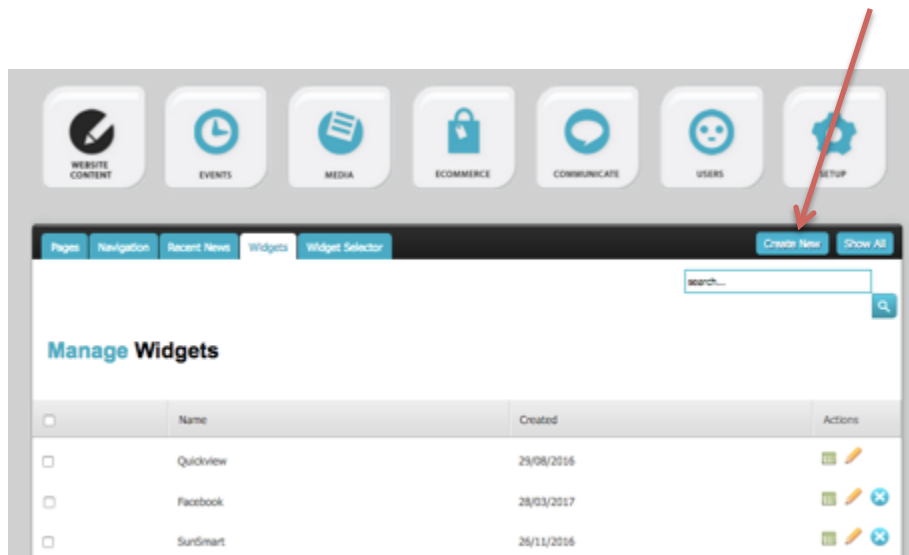 WEBSITE
CONTENT
EVENTS
MEDIA
ECOMMERCE
COMMUNICATE
USERS
SETUP
Pages Navigation Recent News Widgets Widget Selector Create New Show All
search...
Manage Widgets
Name Created Actions
Quickview 29/08/2016
Facebook 28/03/2017
SunSmart 26/11/2016